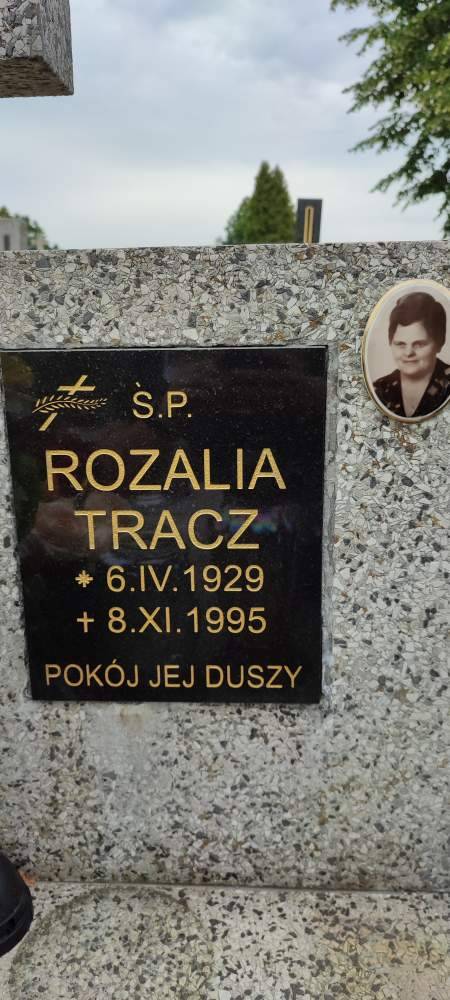 Ś.P.
ROZALIA
TRACZ
* 6.IV.1929
+ 8.XI.1995
POKÓJ JEJ DUSZY